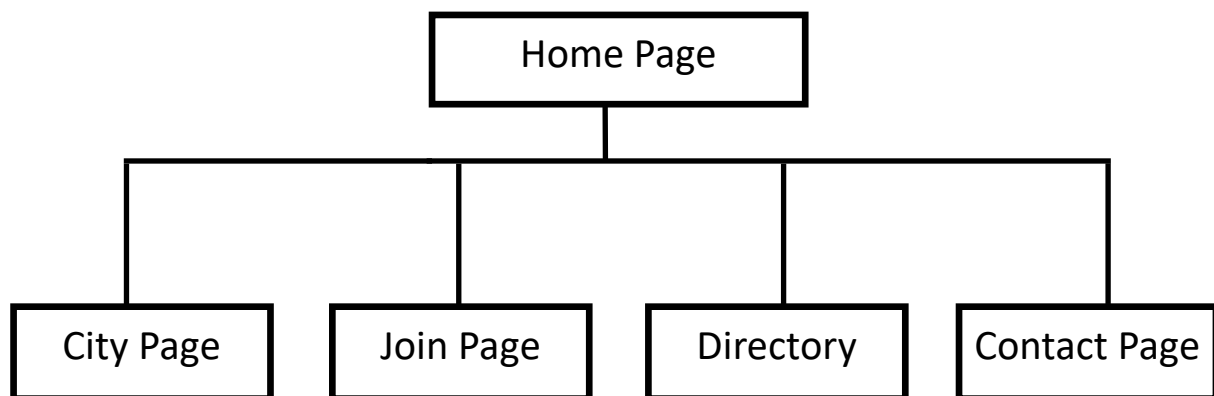 Home Page
City Page
Join Page
Directory
Contact Page